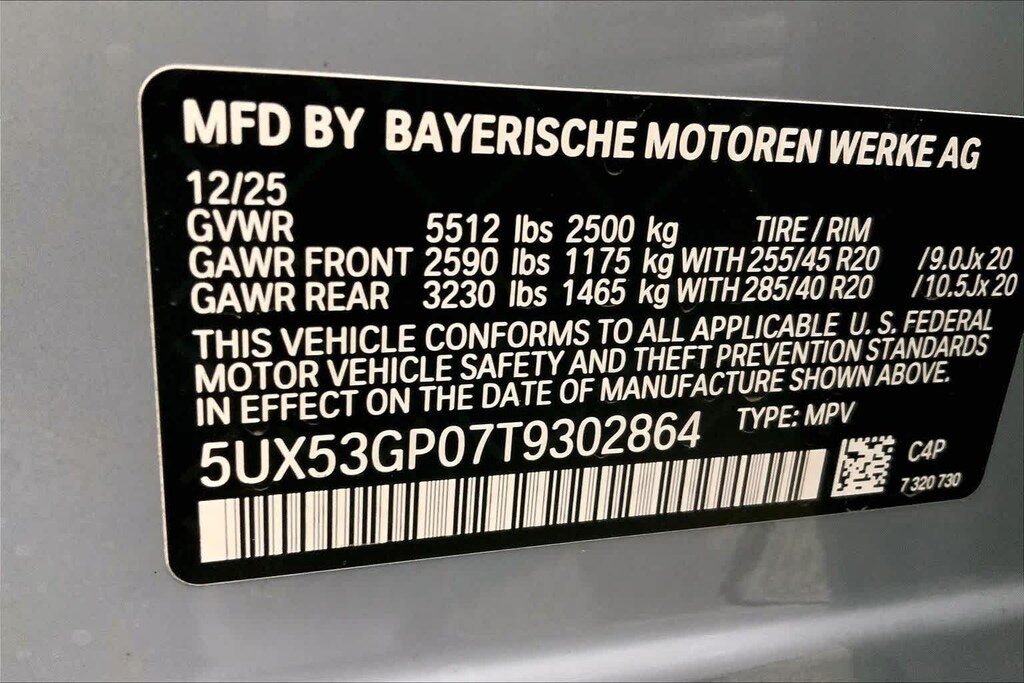 MFD BY BAYERISCHE MOTOREN WERKE AG
12/25
GVWR 5512 lbs 2500 kg TIRE / RIM
GAWR FRONT 2590 lbs 1175 kg WITH 255/45 R20 /9.0Jx20
GAWR REAR 3230 lbs 1465 kg WITH 285/40 R20 /10.5Jx20
THIS VEHICLE CONFORMS TO ALL APPLICABLE U. S. FEDERAL
MOTOR VEHICLE SAFETY AND THEFT PREVENTION STANDARDS
IN EFFECT ON THE DATE OF MANUFACTURE SHOWN ABOVE.
5UX53GP07T9302864 TYPE: MPV
C4P
7 320 730